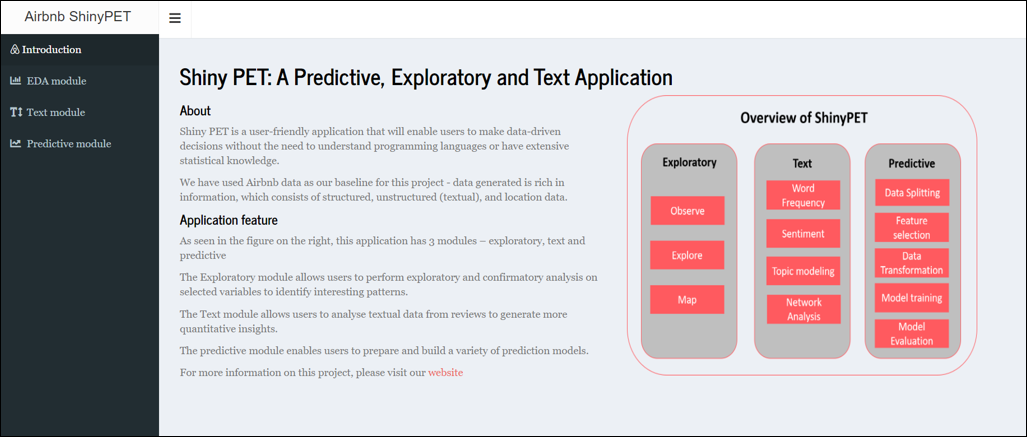 Airbnb ShinyPET
Introduction
EDA module
Text module
Predictive module
Shiny PET: A Predictive, Exploratory and Text Application
About
Shiny PET is a user-friendly application that will enable users to make data-driven
decisions without the need to understand programming languages or have extensive
statistical knowledge.
We have used Airbnb data as our baseline for this project - data generated is rich in
information, which consists of structured, unstructured (textual), and location data.
Application feature
As seen in the figure on the right, this application has 3 modules – exploratory, text and
predictive
The Exploratory module allows users to perform exploratory and confirmatory analysis on
selected variables to identify interesting patterns.
The Text module allows users to analyse textual data from reviews to generate more
quantitative insights.
The predictive module enables users to prepare and build a variety of prediction models.
For more information on this project, please visit our website
Overview of ShinyPET
Exploratory
Observe
Explore
Map
Text
Word
Frequency
Sentiment
Topic modeling
Network
Analysis
Predictive
Data Splitting
Feature
selection
Data
Transformation
Model training
Model
Evaluation